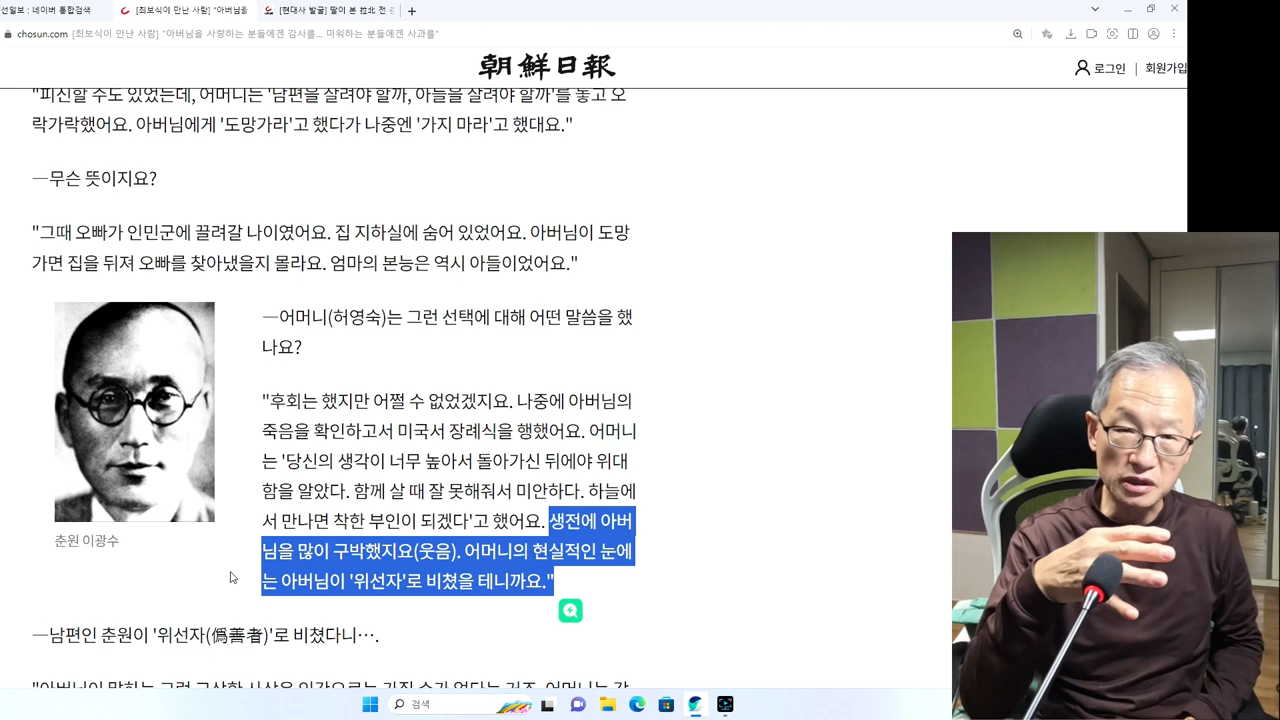 선일보 : 네이버 통합검색
[최보식이 만난 사람] "아버님을
[현대사 발굴] 딸이 본 拉北 전
chosun.com [최보식이 만난 사람] "아버님을 사랑하는 분들에겐 감사를... 미워하는 분들에겐 사과를"
朝鮮日報
로그인 | 회원가입
"피신할 수도 있었는데, 어머니는 '남편을 살려야 할까, 아들을 살려야 할까'를 놓고 오
락가락했어요. 아버님에게 '도망가라'고 했다가 나중엔 '가지 마라'고 했대요."
―무슨 뜻이지요?
"그때 오빠가 인민군에 끌려갈 나이였어요. 집 지하실에 숨어 있었어요. 아버님이 도망
가면 집을 뒤져 오빠를 찾아냈을지 몰라요. 엄마의 본능은 역시 아들이었어요."
―어머니(허영숙)는 그런 선택에 대해 어떤 말씀을 했
나요?
"후회는 했지만 어쩔 수 없었겠지요. 나중에 아버님의
죽음을 확인하고서 미국서 장례식을 행했어요. 어머니
는 '당신의 생각이 너무 높아서 돌아가신 뒤에야 위대
함을 알았다. 함께 살 때 잘 못해줘서 미안하다. 하늘에
서 만나면 착한 부인이 되겠다'고 했어요. 생전에 아버
님을 많이 구박했지요(웃음). 어머니의 현실적인 눈에
는 아버님이 '위선자'로 비쳤을 테니까요."
춘원 이광수
―남편인 춘원이 '위선자(僞善者)'로 비쳤다니….
검색